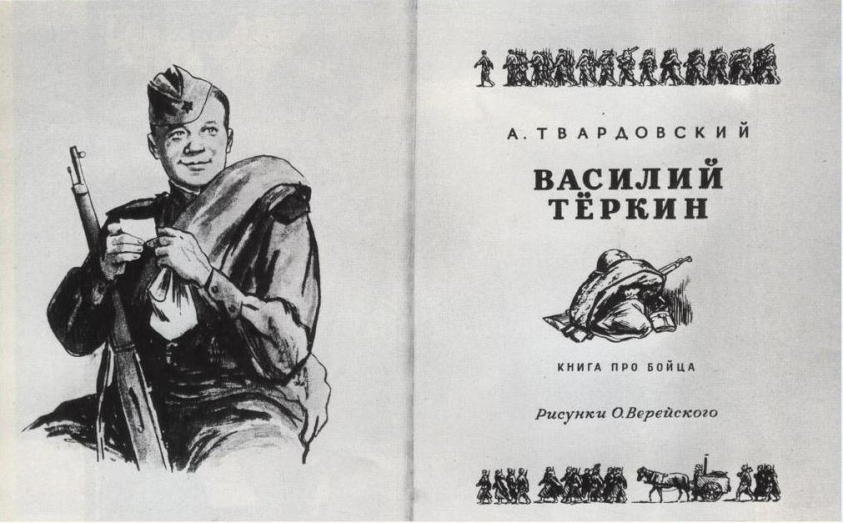 А. ТВАРДОВСКИЙ
ВАСИЛИЙ
ТЁРКИН
КНИГА ПРО БОЙЦА
Рисунки О. Верейского